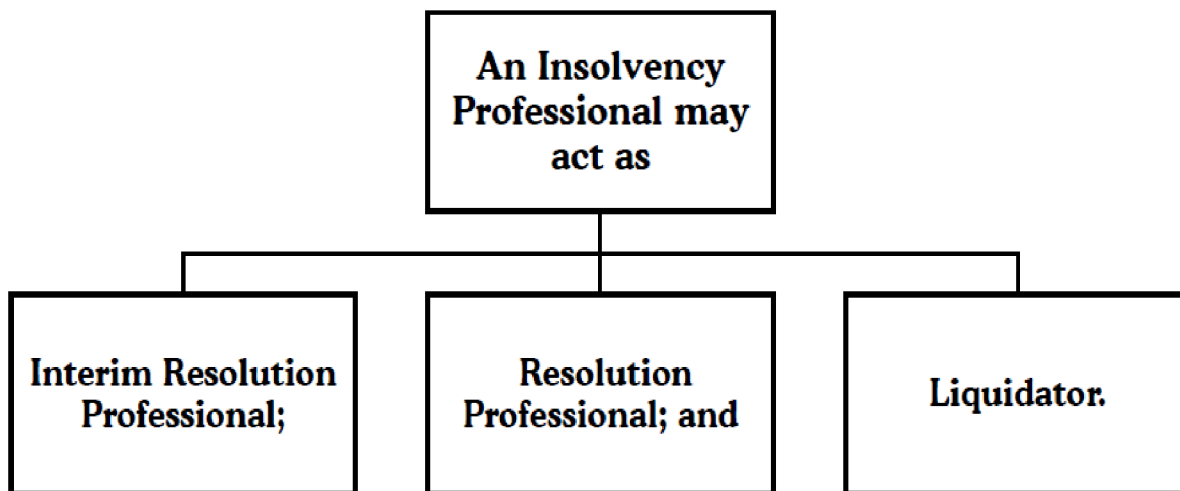 An Insolvency
Professional may
act as
Interim Resolution
Professional;
Resolution
Professional; and
Liquidator.